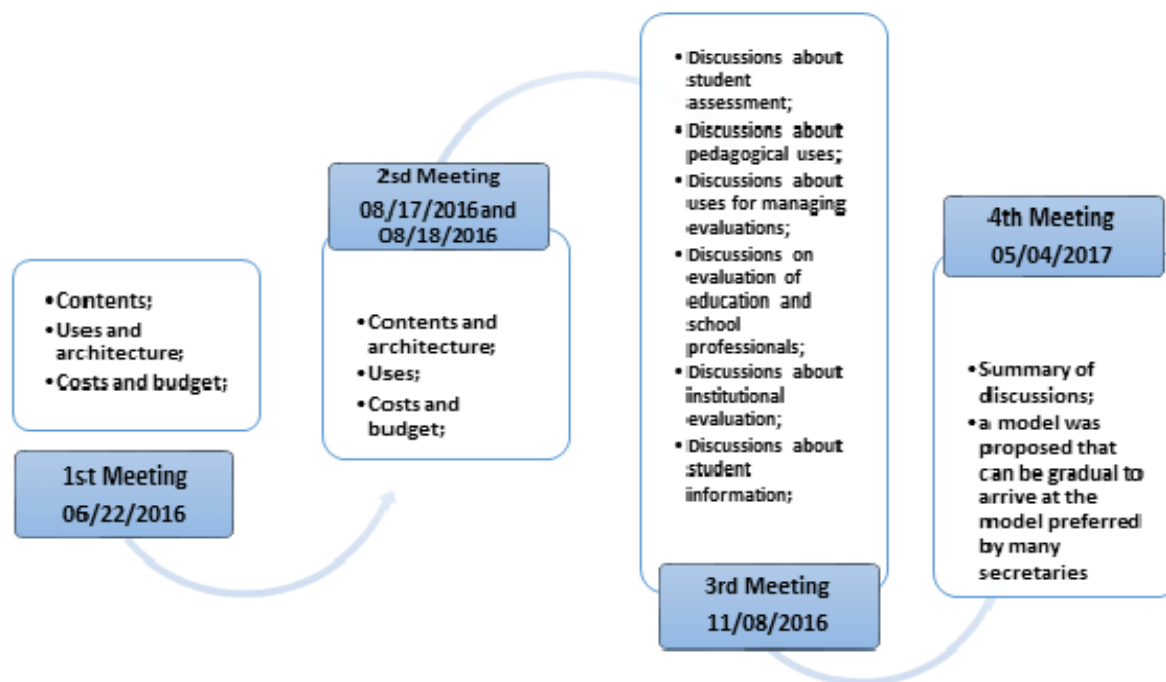 •Contents;
•Uses and
architecture;
•Costs and budget;
1st Meeting
06/22/2016
2sd Meeting
08/17/2016and
O8/18/2016
•Contents and
architecture;
•Uses;
•Costs and
budget;
•Discussions about
student
assessment;
•Discussions about
pedagogical uses;
•Discussions about
uses for managing
evaluations;
•Discussions on
evaluation of
education and
school
professionals;
•Discussions about
institutional
evaluation;
•Discussions about
student
information;
3rd Meeting
11/08/2016
4th Meeting
05/04/2017
•Summary of
discussions;
•a model was
proposed that
can be gradual to
arrive at the
model preferred
by many
secretaries